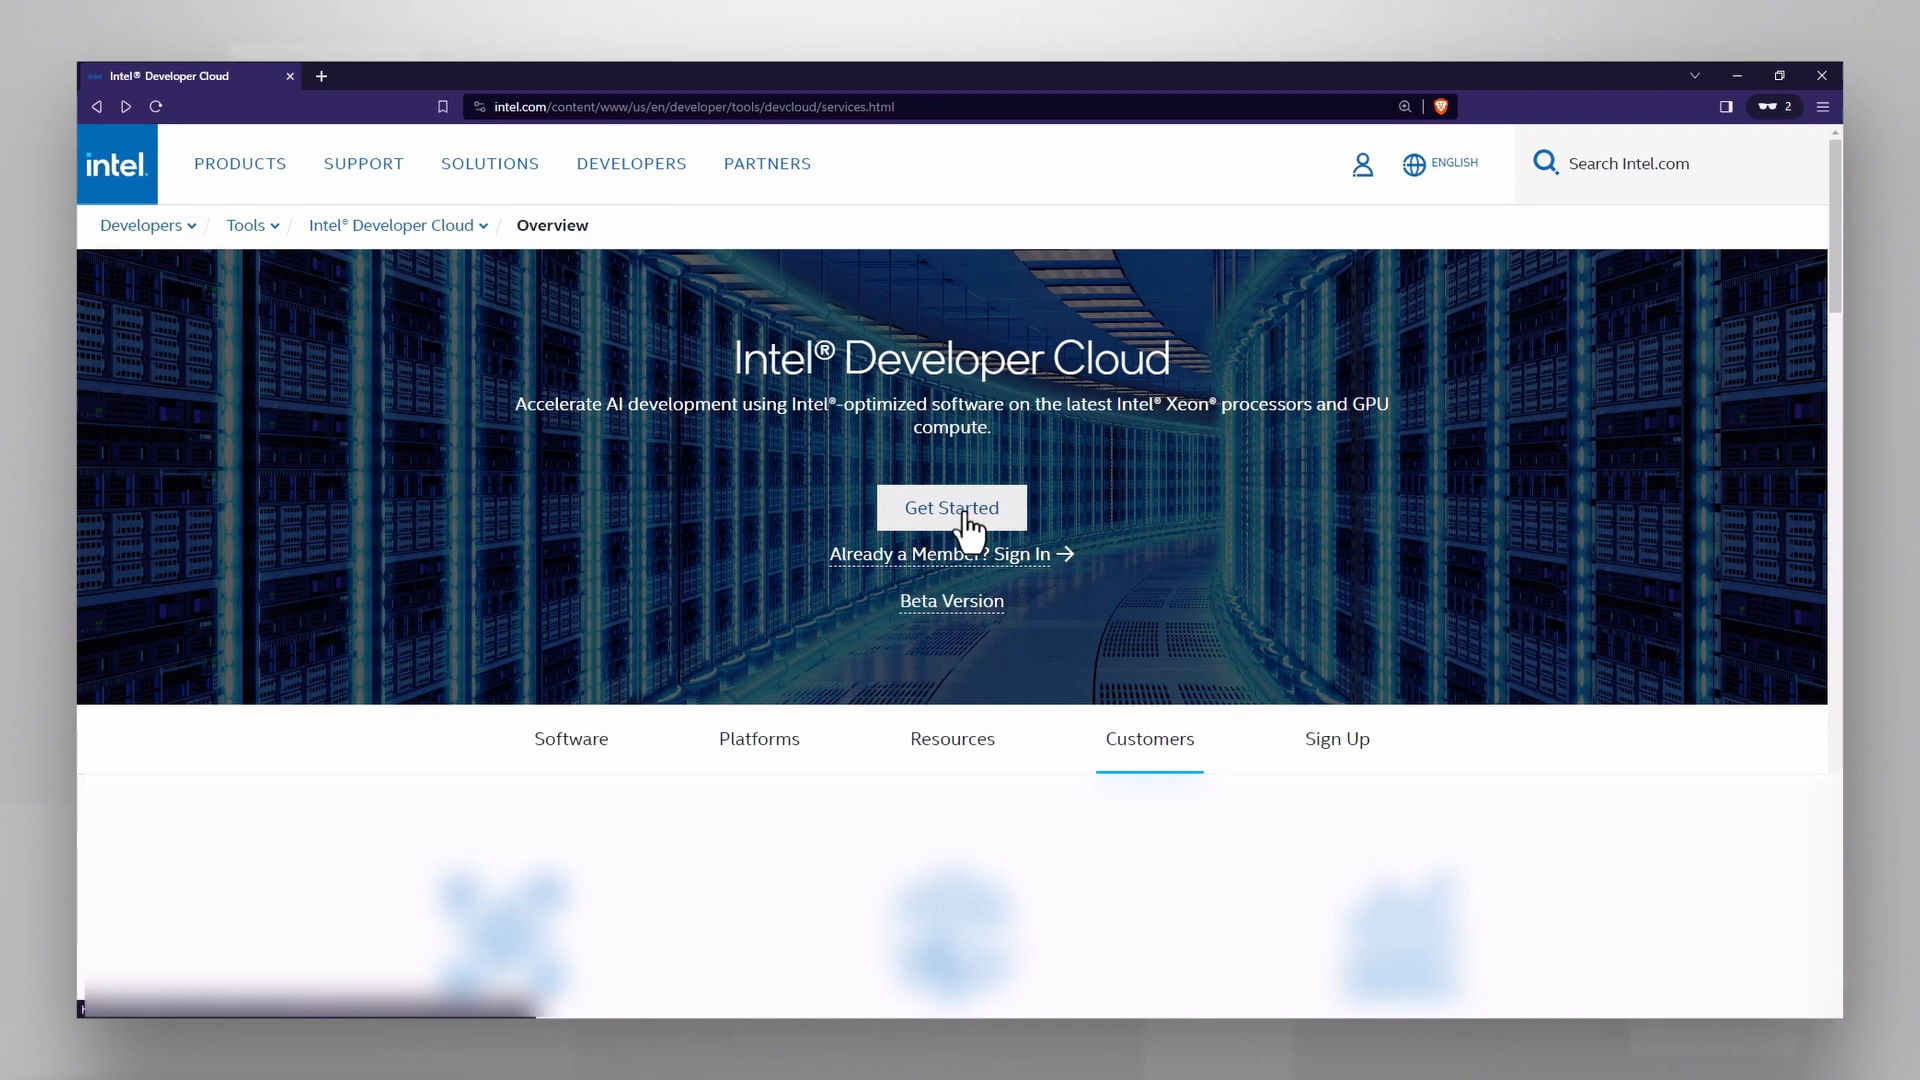 intel Intel® Developer Cloud
intel.com/content/www/us/en/developer/tools/devcloud/services.html
2
intel.
PRODUCTS SUPPORT SOLUTIONS DEVELOPERS PARTNERS
ENGLISH
Search Intel.com
Developers / Tools / Intel® Developer Cloud / Overview
Intel® Developer Cloud
Accelerate AI development using Intel®-optimized software on the latest Intel® Xeon® processors and GPU
compute.
Get Started
Already a Member? Sign In →
Beta Version
Software Platforms Resources Customers Sign Up